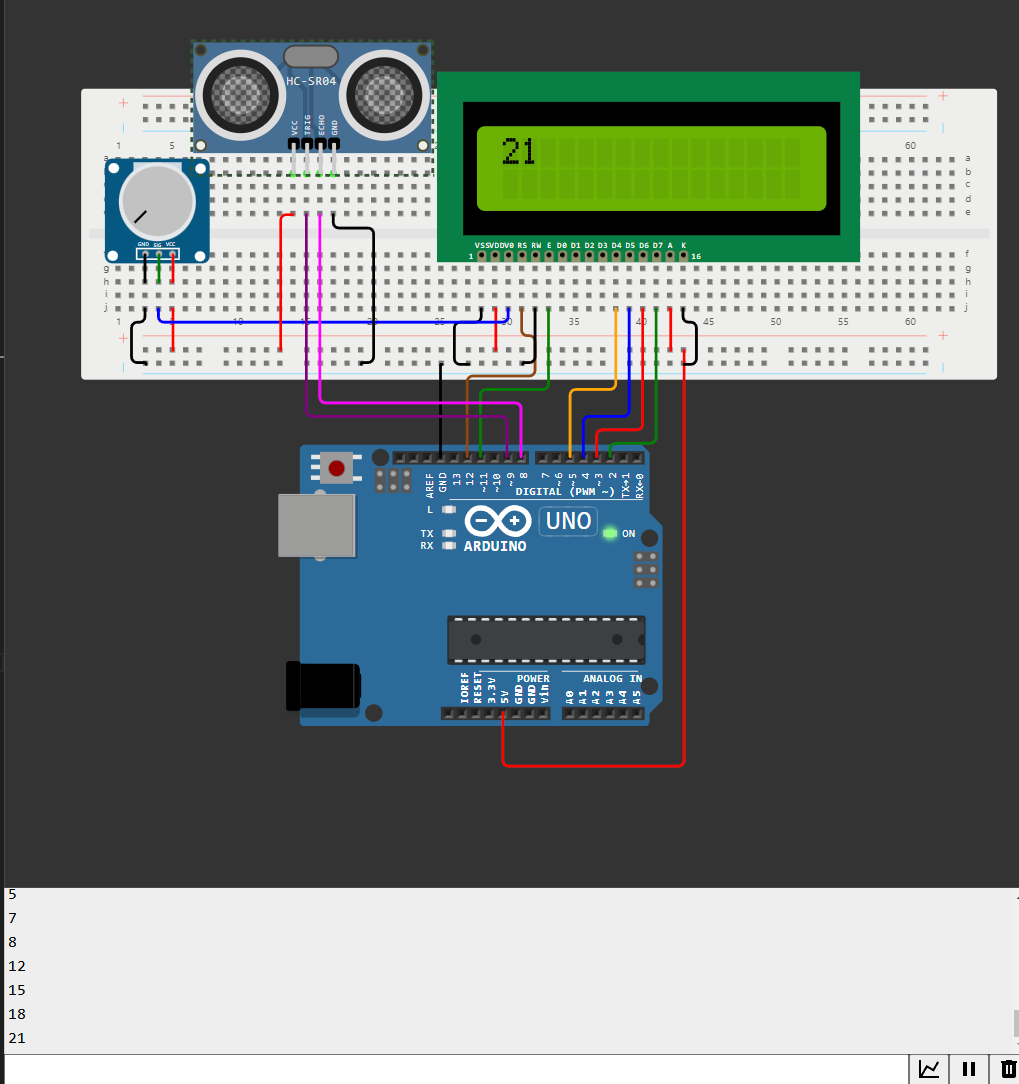 HC-SR04
VCC TRIG ECHO GND
21
1 5 60
a a
b b
c c
d d
e e
GND SIG VCC
VSS VDD V0 RS RW E D0 D1 D2 D3 D4 D5 D6 D7 A K
1 16
f
g g
h h
i i
j j
1 10 15 20 25 30 35 45 50 55 60
AREF GND 13 12 ~11 ~10 ~9 8 7 ~6 ~5 4 ~3 2 TX→1 RX←0
DIGITAL (PWM ~)
L
UNO
TX ON
RX ARDUINO
POWER ANALOG IN
IOREF RESET 3.3V 5V GND GND Vin A0 A1 A2 A3 A4 A5
5
7
8
12
15
18
21